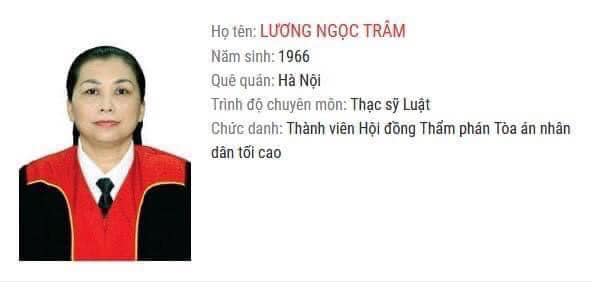 Họ tên: LƯƠNG NGỌC TRÂM
Năm sinh: 1966
Quê quán: Hà Nội
Trình độ chuyên môn: Thạc sỹ Luật
Chức danh: Thành viên Hội đồng Thẩm phán Tòa án nhân
dân tối cao